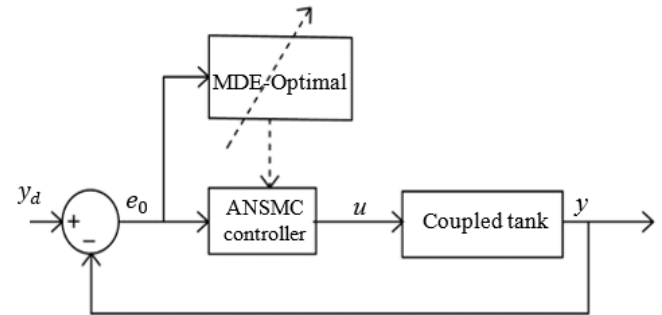 MDE-Optimal
y_d
+
−
e_0
ANSMC
controller
u
Coupled tank
y